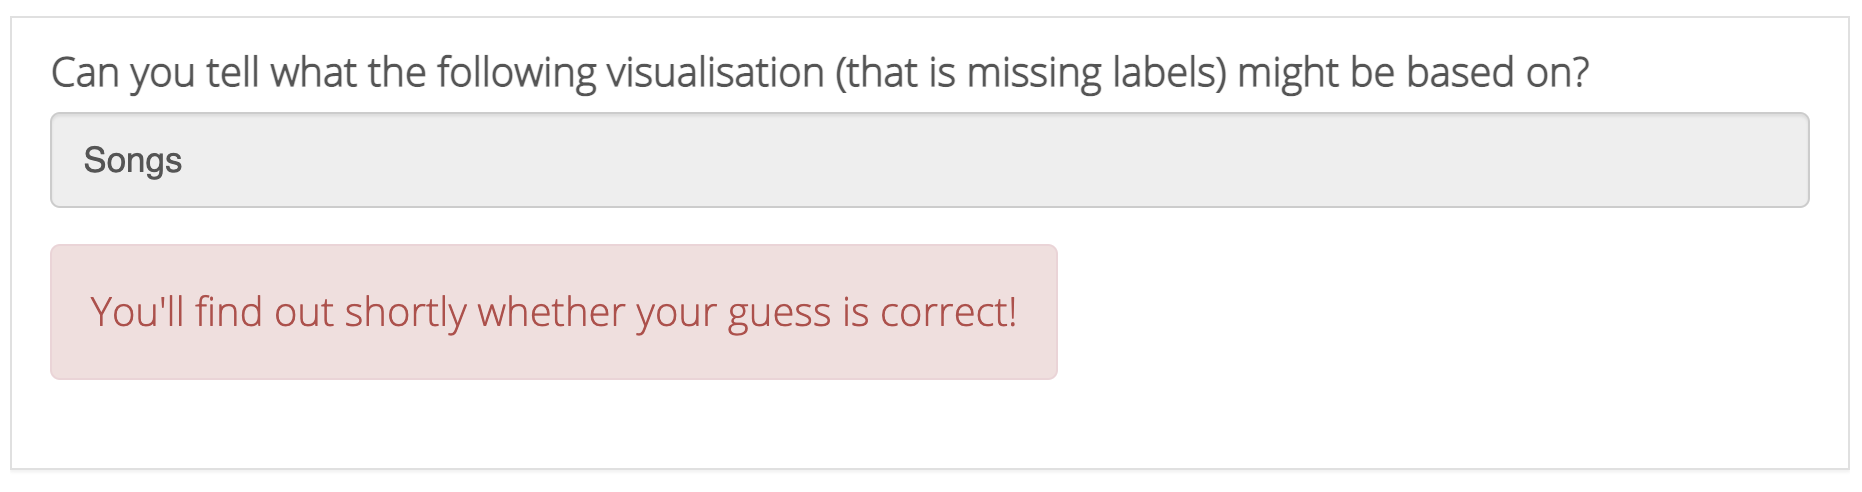 Can you tell what the following visualisation (that is missing labels) might be based on?
Songs
You'll find out shortly whether your guess is correct!